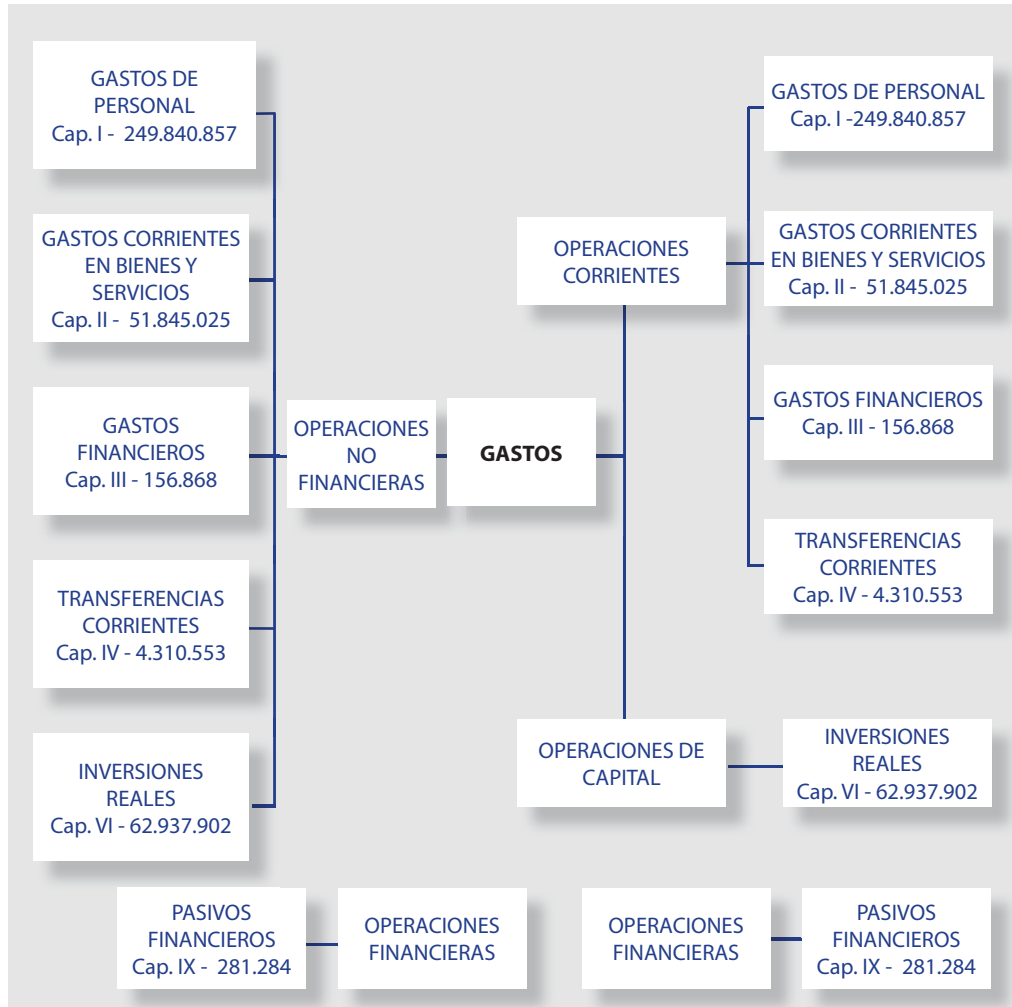 GASTOS DE
PERSONAL
Cap. I - 249.840.857
GASTOS CORRIENTES
EN BIENES Y
SERVICIOS
Cap. II - 51.845.025
GASTOS
FINANCIEROS
Cap. III - 156.868
TRANSFERENCIAS
CORRIENTES
Cap. IV - 4.310.553
INVERSIONES
REALES
Cap. VI - 62.937.902
OPERACIONES
NO
FINANCIERAS
GASTOS
OPERACIONES
CORRIENTES
GASTOS DE PERSONAL
Cap. I -249.840.857
GASTOS CORRIENTES
EN BIENES Y SERVICIOS
Cap. II - 51.845.025
GASTOS FINANCIEROS
Cap. III - 156.868
TRANSFERENCIAS
CORRIENTES
Cap. IV - 4.310.553
OPERACIONES DE
CAPITAL
INVERSIONES
REALES
Cap. VI - 62.937.902
PASIVOS
FINANCIEROS
Cap. IX - 281.284
OPERACIONES
FINANCIERAS
OPERACIONES
FINANCIERAS
PASIVOS
FINANCIEROS
Cap. IX - 281.284